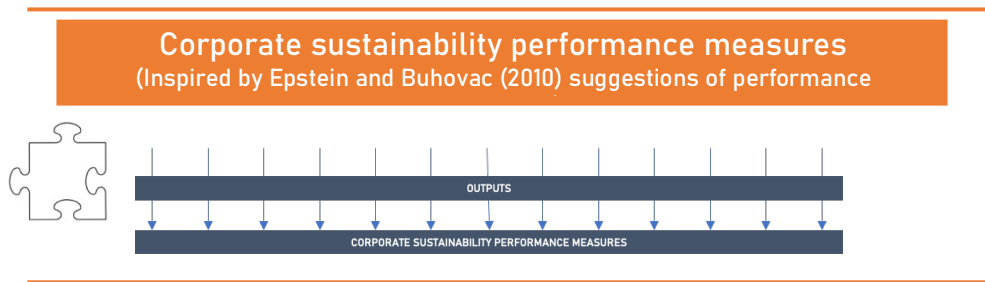 Corporate sustainability performance measures
(Inspired by Epstein and Buhovac (2010) suggestions of performance
OUTPUTS
CORPORATE SUSTAINABILITY PERFORMANCE MEASURES